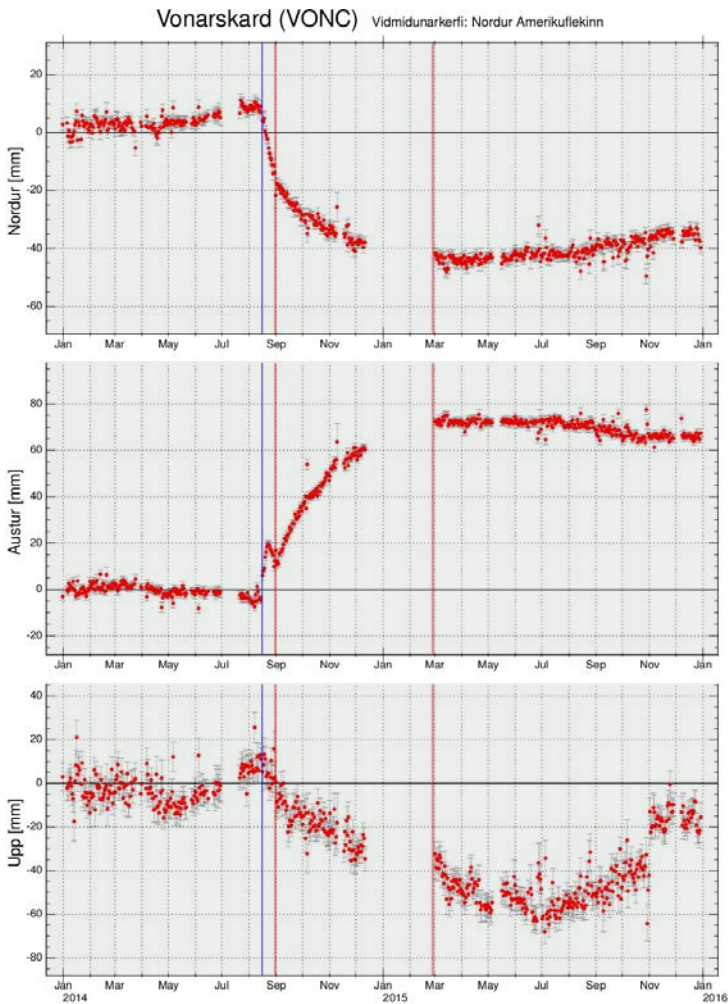 Vonarskard (VONC) Vidmidunarkerfi: Nordur Amerikuflekinn
Nordur [mm]
20
0
-20
-40
-60
Jan Mar May Jul Sep Nov Jan Mar May Jul Sep Nov Jan
Austur [mm]
80
60
40
20
0
-20
Jan Mar May Jul Sep Nov Jan Mar May Jul Sep Nov Jan
Upp [mm]
40
20
0
-20
-40
-60
-80
Jan Mar May Jul Sep Nov Jan Mar May Jul Sep Nov Jan
2014 2015 2016